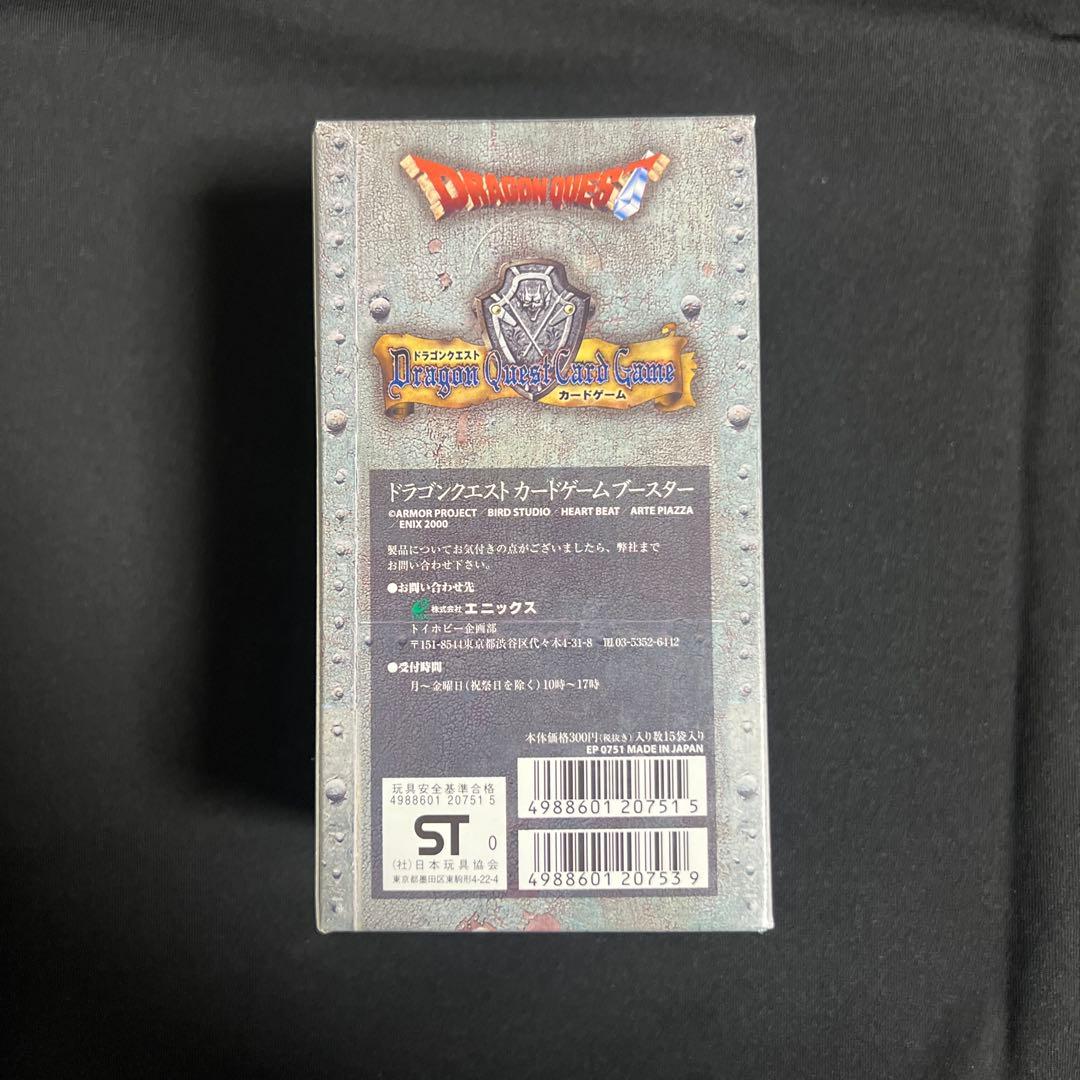 DRAGON QUEST
ドラゴンクエスト
Dragon Quest Card Game
カードゲーム
ドラゴンクエスト カードゲーム ブースター
©ARMOR PROJECT ／BIRD STUDIO ／HEART BEAT ／ARTE PIAZZA
ENIX 2000
製品についてお気付きの点がございましたら、弊社まで
お問い合わせ下さい。
●お問い合わせ先
株式会社 エニックス
トイホビー企画部
〒151-8544東京都渋谷区代々木4-31-8 ℡03-5352-6442
●受付時間
月〜金曜日(祝祭日を除く)10時〜17時
本体価格300円(税抜き)入り数15袋入り
EP 0751 MADE IN JAPAN
4988601 20751 5
4988601 20753 9
玩具安全基準合格
4988601 20751 5
ST 0
(社)日本玩具協会
東京都墨田区東駒形4-22-4